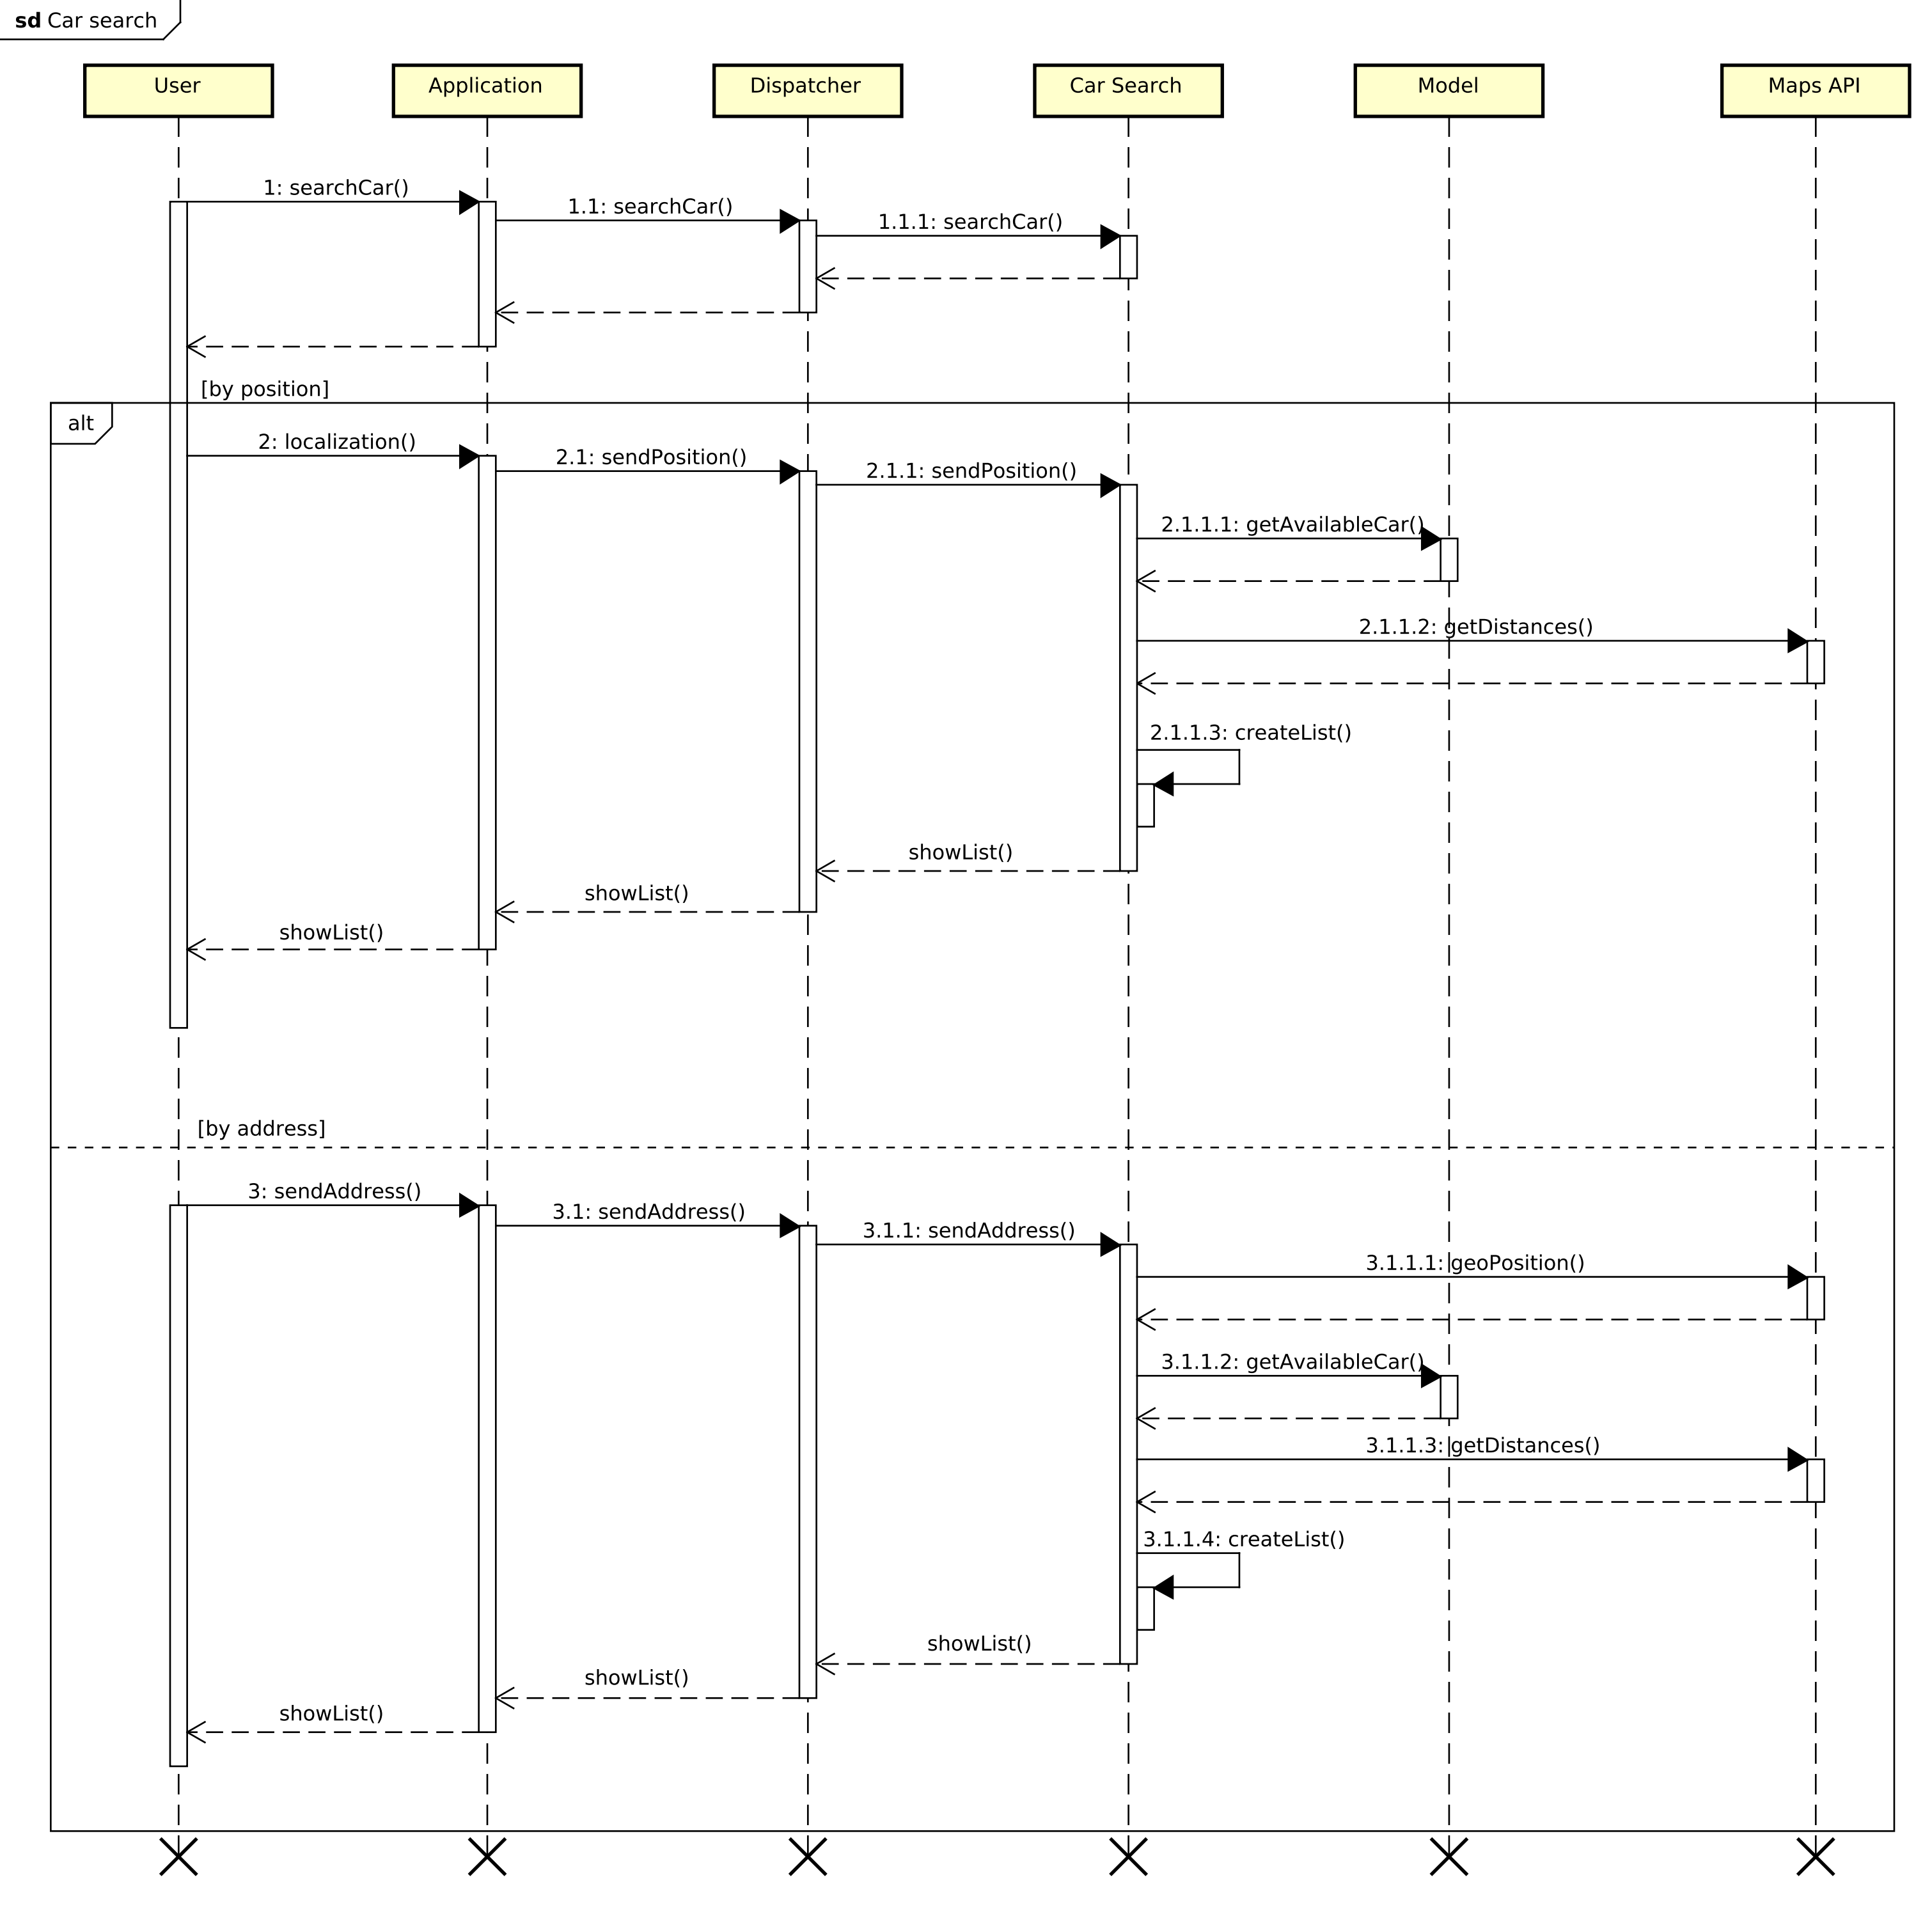 sd Car search
User
Application
Dispatcher
Car Search
Model
Maps API
1: searchCar()
1.1: searchCar()
1.1.1: searchCar()
[by position]
alt
2: localization()
2.1: sendPosition()
2.1.1: sendPosition()
2.1.1.1: getAvailableCar()
2.1.1.2: getDistances()
2.1.1.3: createList()
showList()
showList()
showList()
[by address]
3: sendAddress()
3.1: sendAddress()
3.1.1: sendAddress()
3.1.1.1: geoPosition()
3.1.1.2: getAvailableCar()
3.1.1.3: getDistances()
3.1.1.4: createList()
showList()
showList()
showList()